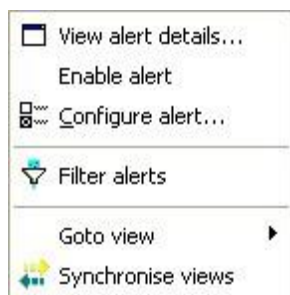 View alert details...
Enable alert
Configure alert...
Filter alerts
Goto view
Synchronise views